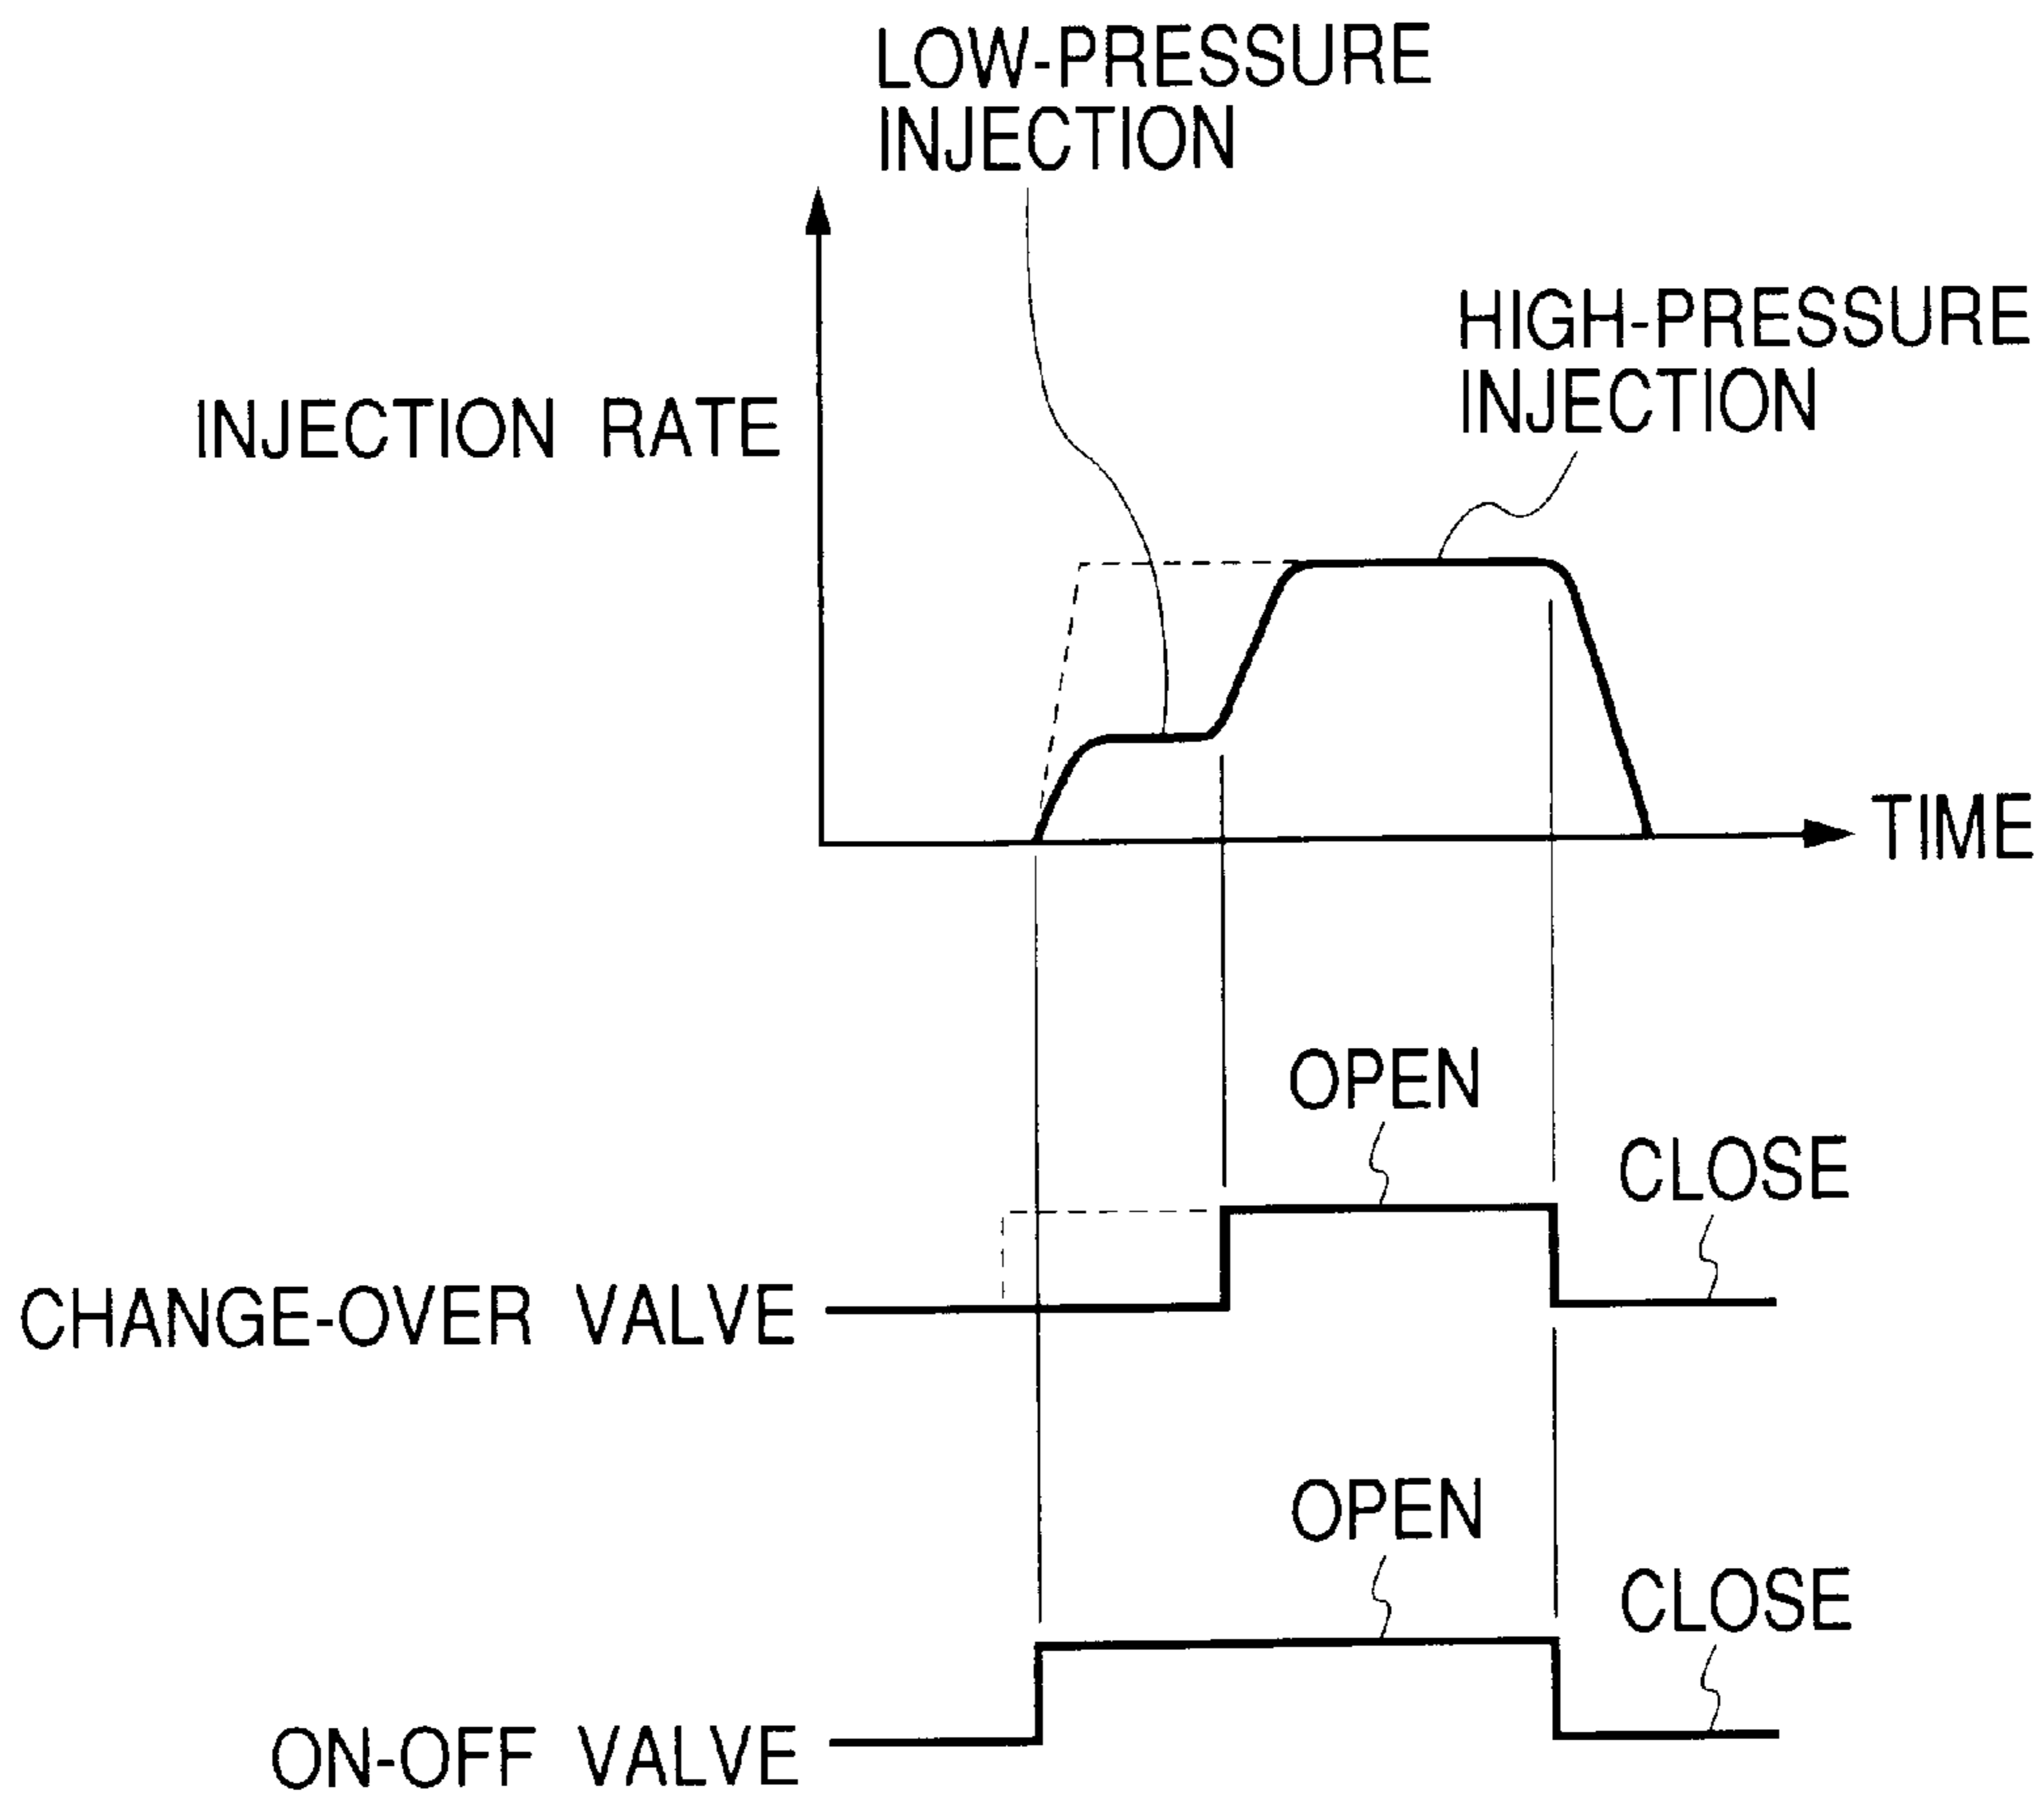 LOW-PRESSURE
INJECTION
HIGH-PRESSURE
INJECTION
INJECTION RATE
TIME
OPEN
CLOSE
CHANGE-OVER VALVE
OPEN
CLOSE
ON-OFF VALVE